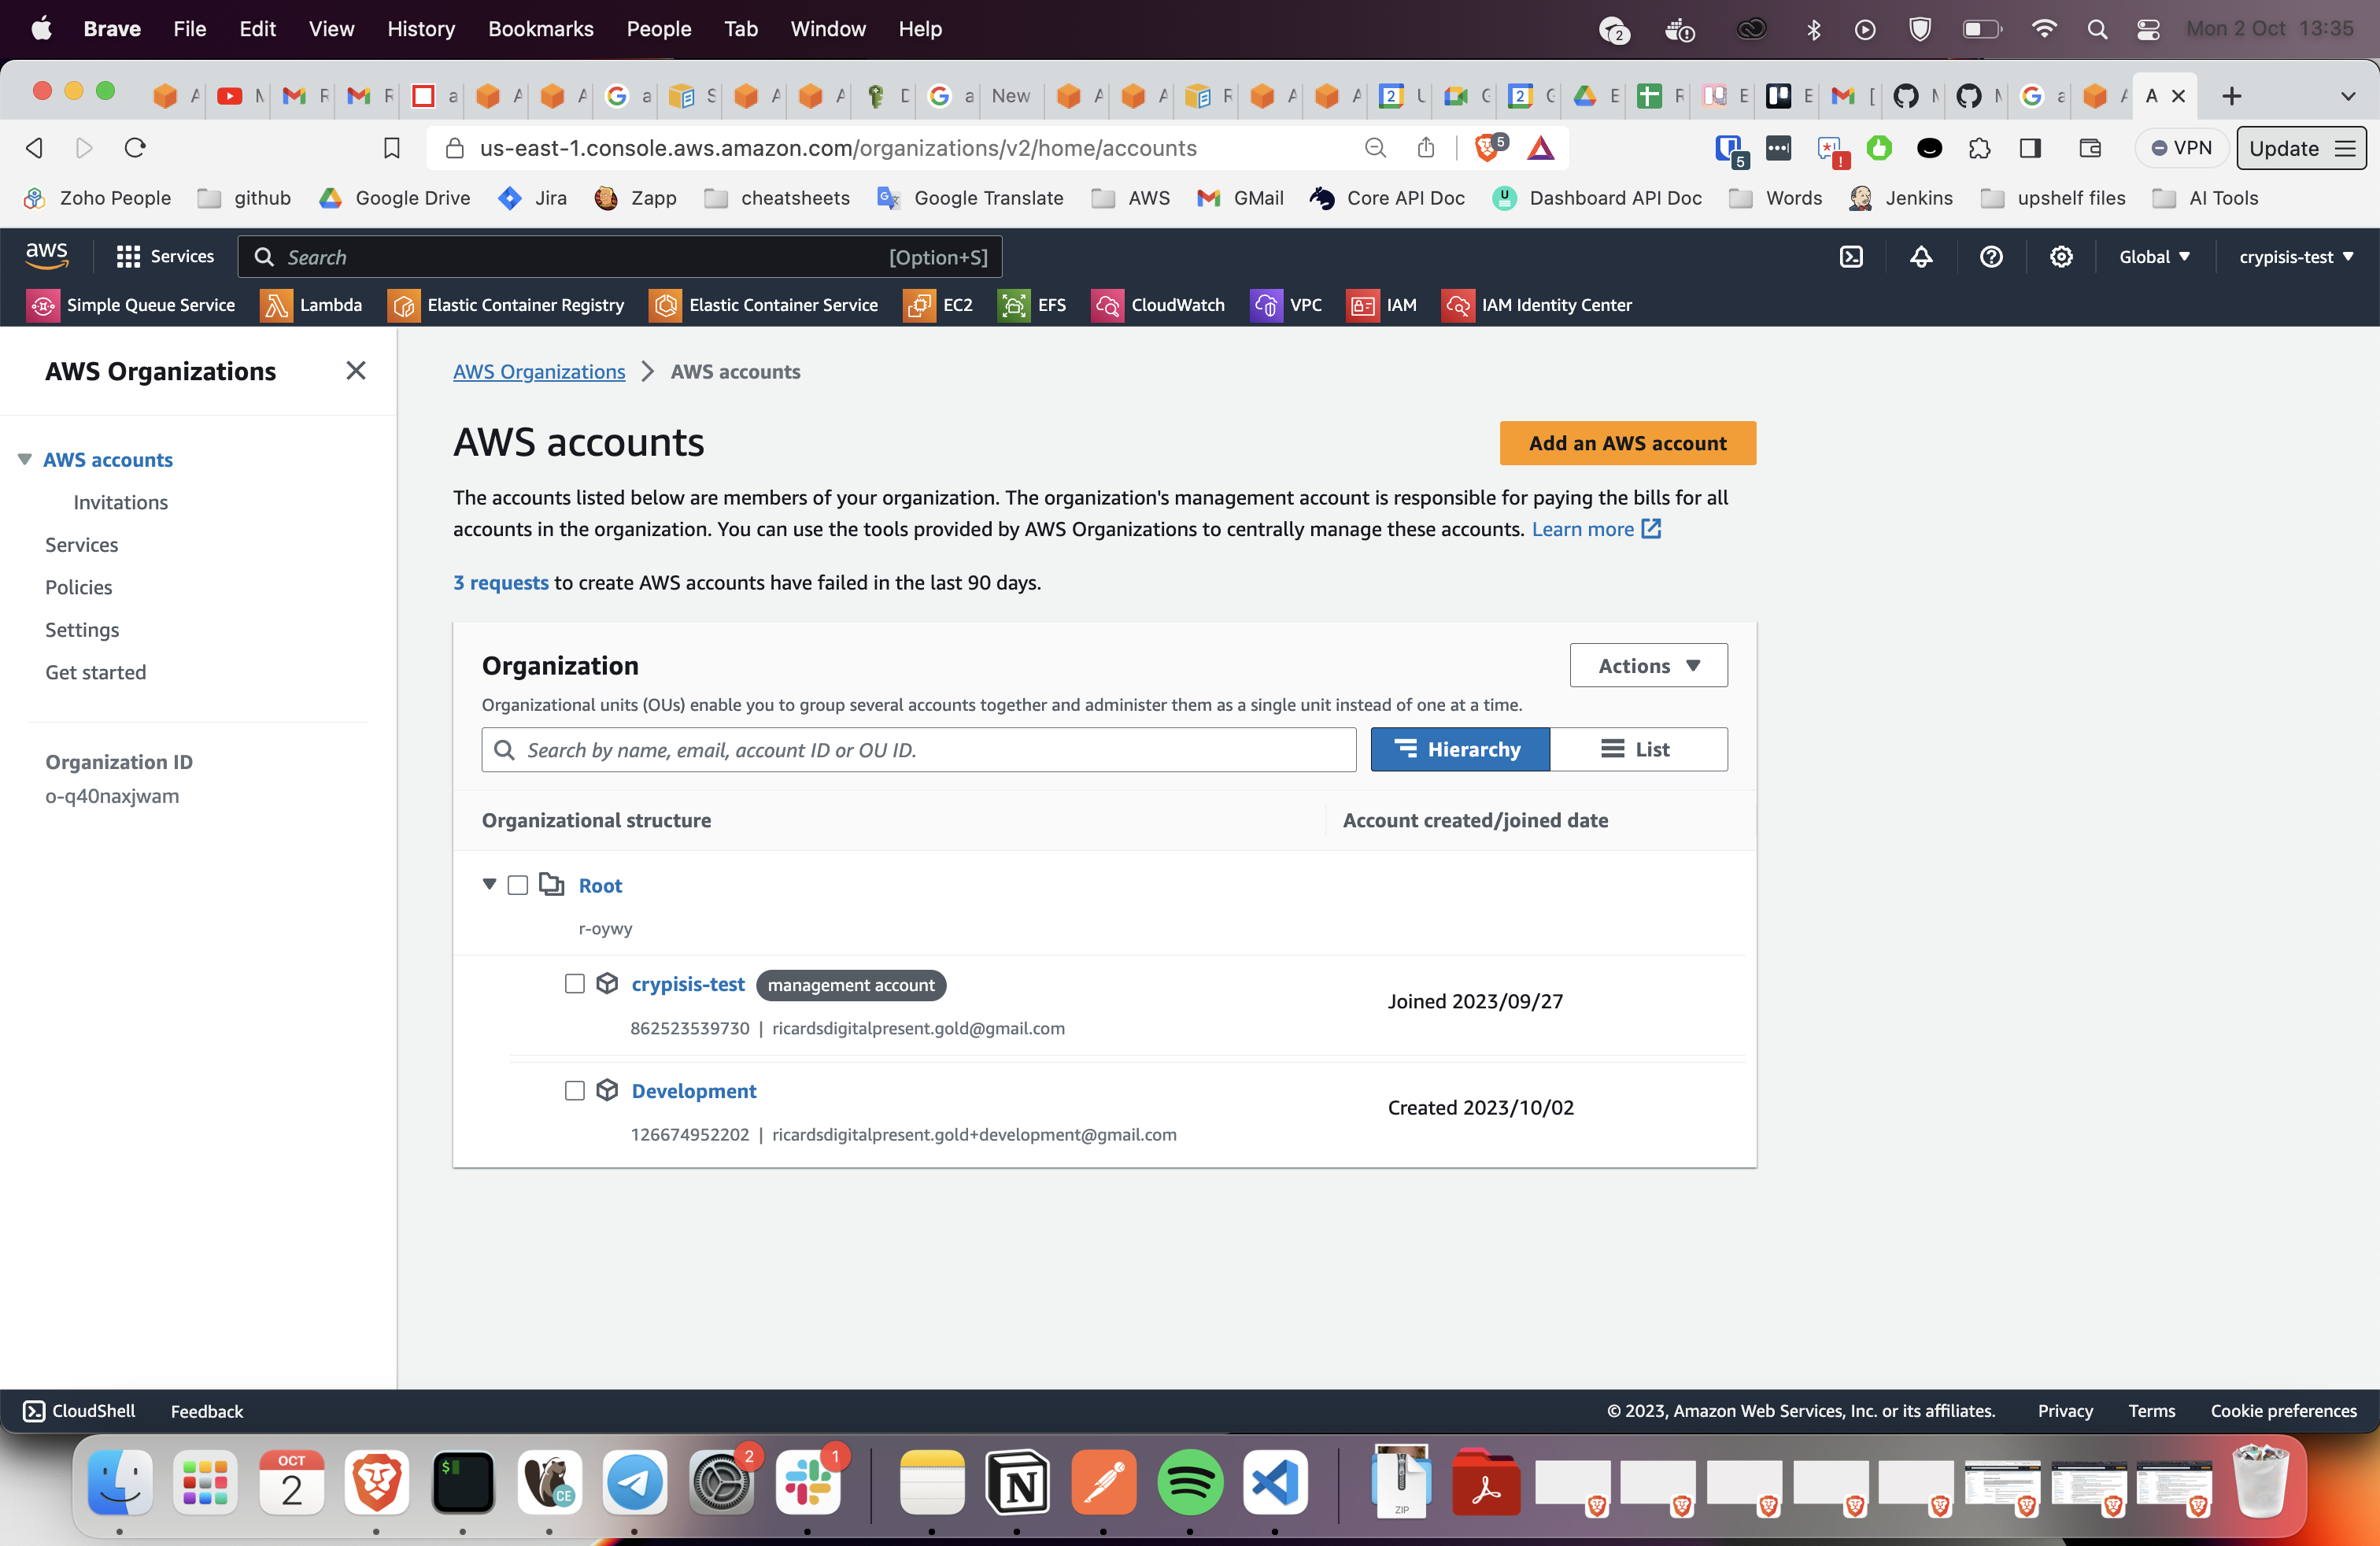 Brave File Edit View History Bookmarks People Tab Window Help 2 Mon 2 Oct 13:35
A M R R a A A G a S A A D G a New A A R A A 2 U G 2 G E R E E [ N N G a A A
us-east-1.console.aws.amazon.com/organizations/v2/home/accounts 5 5 ! VPN Update
Zoho People github Google Drive Jira Zapp cheatsheets Google Translate AWS GMail Core API Doc Dashboard API Doc Words Jenkins upshelf files AI Tools
aws Services Search [Option+S] Global crypisis-test
Simple Queue Service Lambda Elastic Container Registry Elastic Container Service EC2 EFS CloudWatch VPC IAM IAM Identity Center
AWS Organizations
AWS accounts
Invitations
Services
Policies
Settings
Get started
Organization ID
o-q40naxjwam
AWS Organizations > AWS accounts
AWS accounts
Add an AWS account
The accounts listed below are members of your organization. The organization's management account is responsible for paying the bills for all
accounts in the organization. You can use the tools provided by AWS Organizations to centrally manage these accounts. Learn more
3 requests to create AWS accounts have failed in the last 90 days.
Organization
Actions
Organizational units (OUs) enable you to group several accounts together and administer them as a single unit instead of one at a time.
Search by name, email, account ID or OU ID.
Hierarchy List
Organizational structure Account created/joined date
Root
r-oywy
crypisis-test management account
Joined 2023/09/27
862523539730 | ricardsdigitalpresent.gold@gmail.com
Development
Created 2023/10/02
126674952202 | ricardsdigitalpresent.gold+development@gmail.com
CloudShell Feedback © 2023, Amazon Web Services, Inc. or its affiliates. Privacy Terms Cookie preferences
OCT
2
$
CE
2
1
N
ZIP